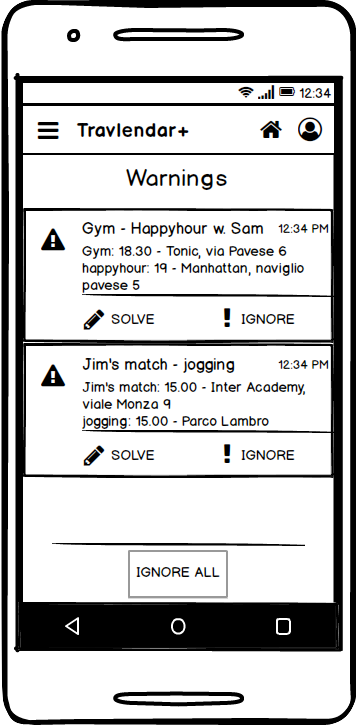 12:34
Travlendar+
Warnings
Gym - Happyhour w. Sam 12:34 PM
Gym: 18.30 - Tonic, via Pavese 6
happyhour: 19 - Manhattan, naviglio
pavese 5
SOLVE IGNORE
Jim's match - jogging 12:34 PM
Jim's match: 15.00 - Inter Academy,
viale Monza 9
jogging: 15.00 - Parco Lambro
SOLVE IGNORE
IGNORE ALL